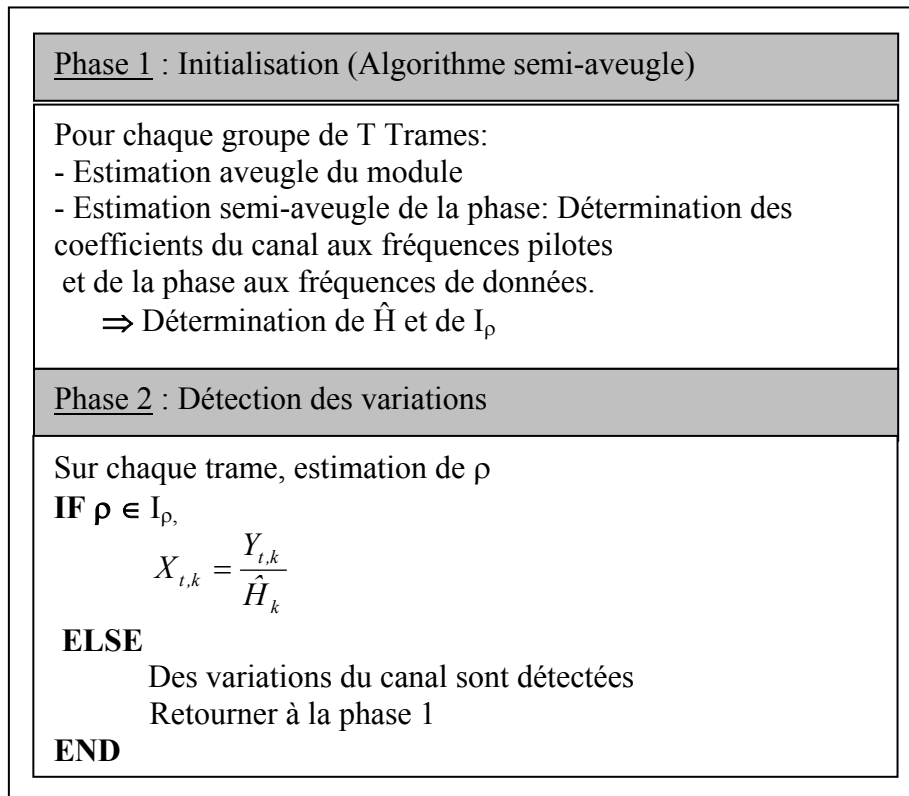 Phase 1 : Initialisation (Algorithme semi-aveugle)
Pour chaque groupe de T Trames:
- Estimation aveugle du module
- Estimation semi-aveugle de la phase: Détermination des
coefficients du canal aux fréquences pilotes
et de la phase aux fréquences de données.
⇒ Détermination de Ĥ et de I_ρ
Phase 2 : Détection des variations
Sur chaque trame, estimation de ρ
IF ρ ∈ I_ρ,
X_{t,k} = Y_{t,k} / Ĥ_k
ELSE
Des variations du canal sont détectées
Retourner à la phase 1
END